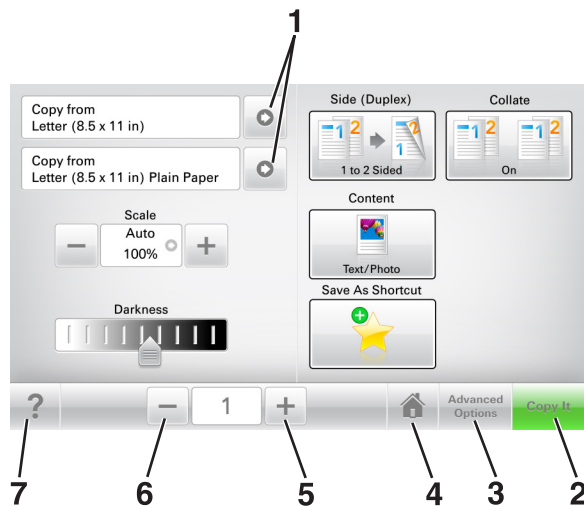 1
Copy from
Letter (8.5 x 11 in)
Copy from
Letter (8.5 x 11 in) Plain Paper
Scale
Auto
100%
Darkness
Side (Duplex)
1 2
1 2
1 to 2 Sided
Collate
1 2
1 2
On
Content
Text/Photo
Save As Shortcut
?
1
Advanced
Options
Copy It
7
6
5
4
3
2